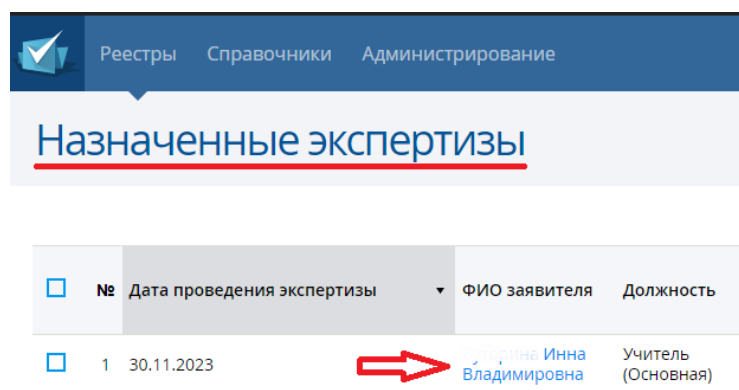 Реестры Справочники Администрирование
Назначенные экспертизы
№ Дата проведения экспертизы ФИО заявителя Должность
1 30.11.2023 Инна Учитель
Владимировна (Основная)